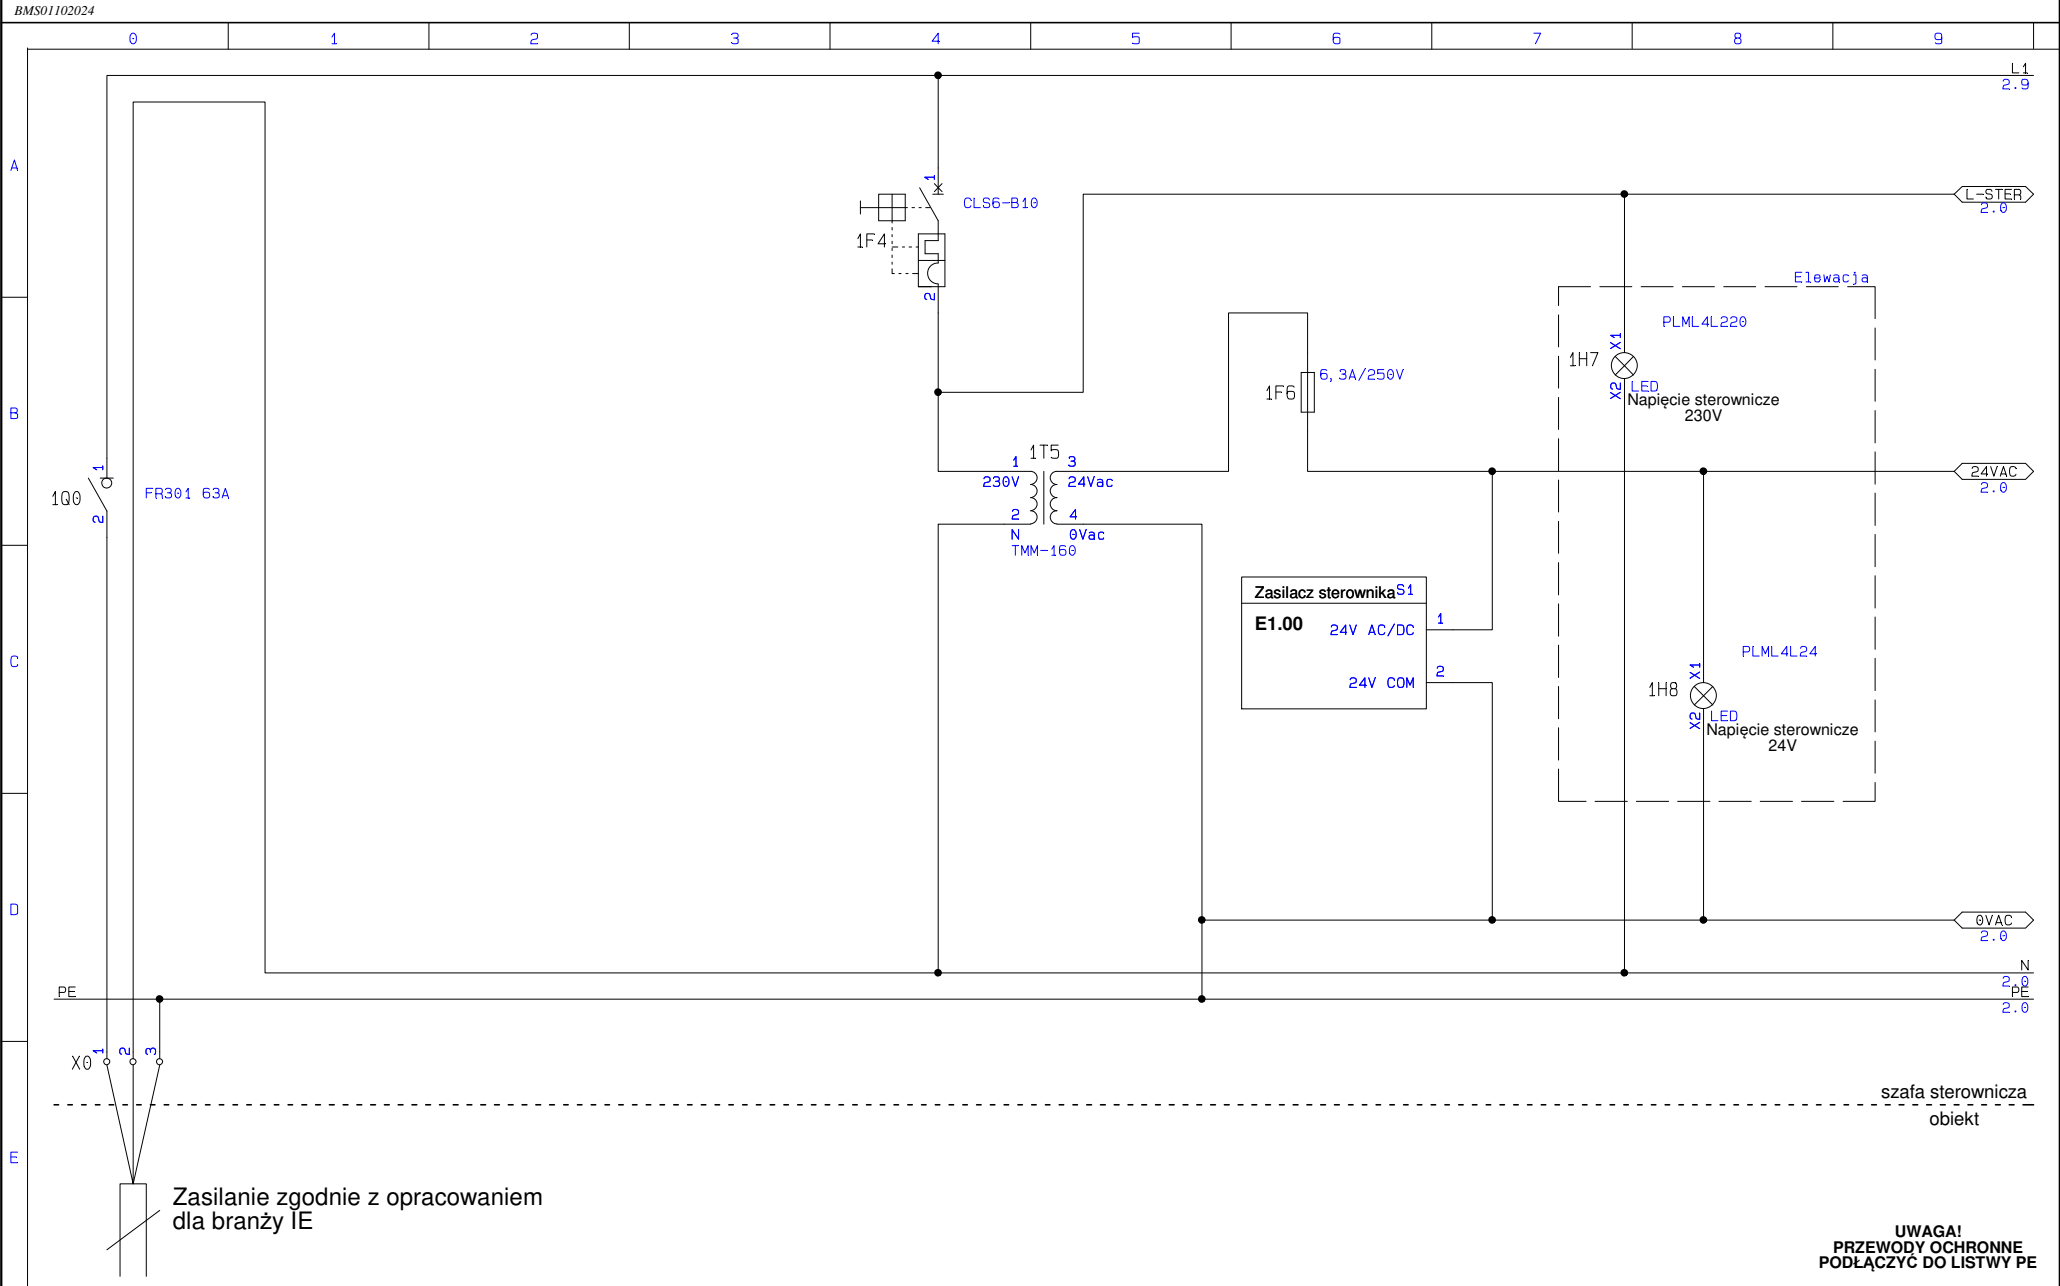 BMS01102024
0 1 2 3 4 5 6 7 8 9
L1
2.9
A
1
CLS6-B10
L-STER
2.0
1F4
2
Elewacja
PLML4L220
X1
1H7
6,3A/250V
1F6
X2 LED
Napięcie sterownicze
230V
B
1T5
1 3
230V 24Vac
24VAC
2.0
1
1Q0 FR301 63A
2
2 4
N 0Vac
TMM-160
Zasilacz sterownika S1
E1.00 24V AC/DC 1
24V COM 2
C
PLML4L24
X1
1H8
X2 LED
Napięcie sterownicze
24V
D
0VAC
2.0
N
2.0
PE PE
2.0
X0 1 2 3
szafa sterownicza
obiekt
E
Zasilanie zgodnie z opracowaniem
dla branży IE
UWAGA!
PRZEWODY OCHRONNE
PODŁĄCZYĆ DO LISTWY PE